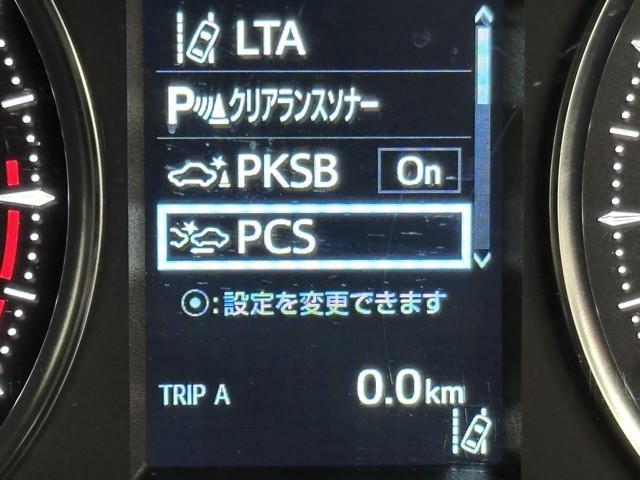 LTA
P クリアランスソナー
PKSB On
PCS
⦿:設定を変更できます
TRIP A 0.0km